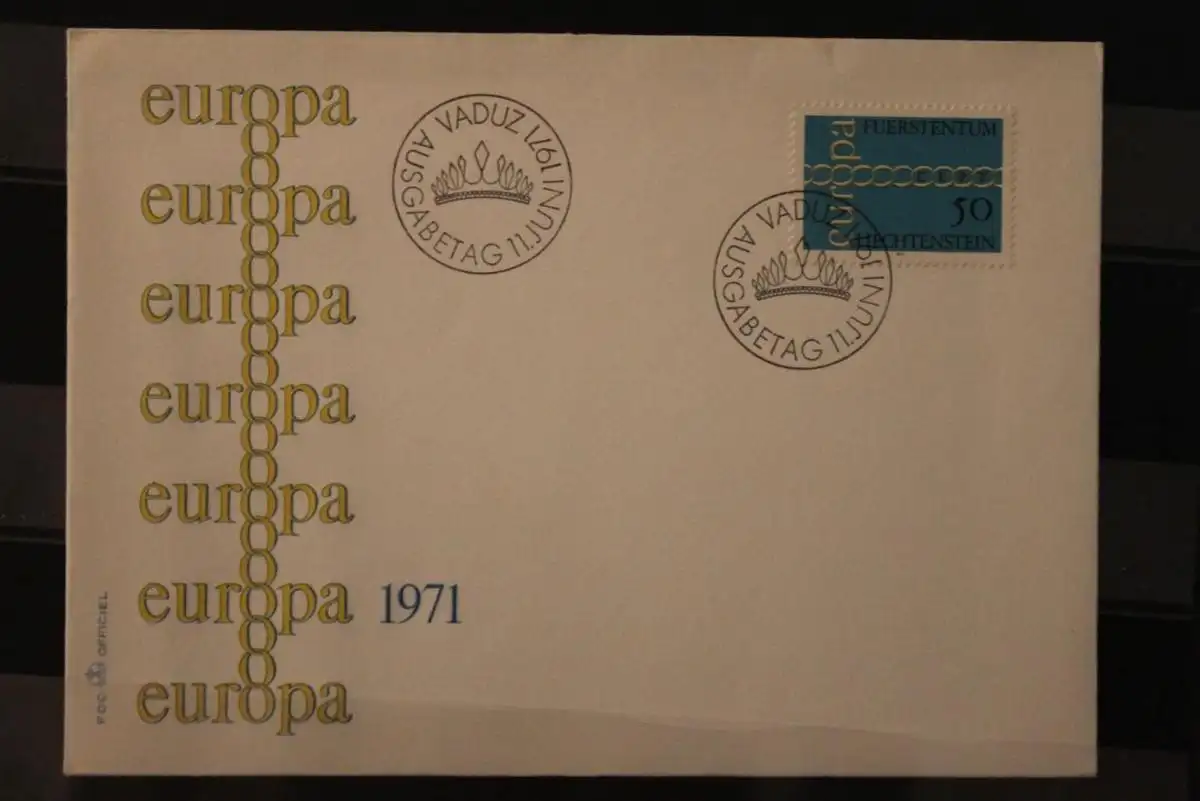 europa
europa
europa
europa
europa
europa
europa
1971
VADUZ
AUSGABETAG 11.JUNI 1971
FUERSTENTUM
europa
CEPT
50
LIECHTENSTEIN
VADUZ
AUSGABETAG 11.JUNI 1971
FDC OFFICIEL